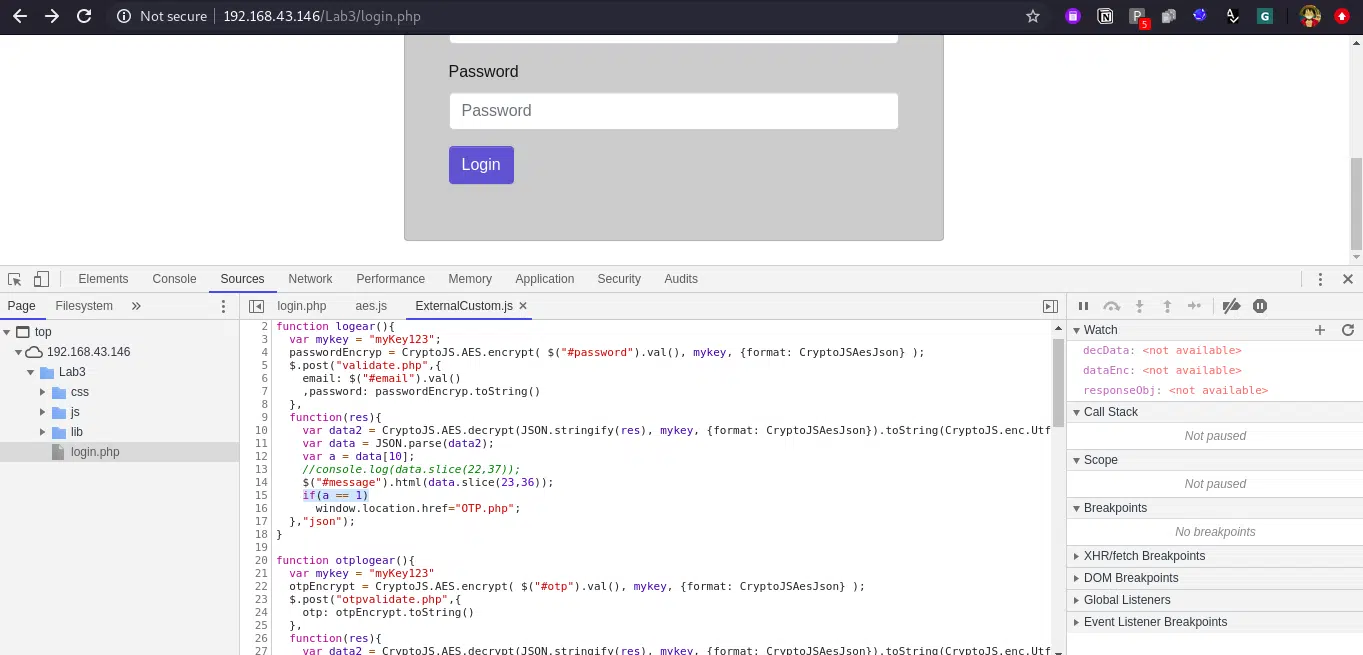 Not secure 192.168.43.146/Lab3/login.php
5
G
Password
Password
Login
Elements Console Sources Network Performance Memory Application Security Audits
Page Filesystem » login.php aes.js ExternalCustom.js
top
192.168.43.146
Lab3
css
js
lib
login.php
2 function logear(){
3 var mykey = "myKey123";
4 passwordEncryp = CryptoJS.AES.encrypt( $("#password").val(), mykey, {format: CryptoJSAesJson} );
5 $.post("validate.php",{
6 email: $("#email").val()
7 ,password: passwordEncryp.toString()
8 },
9 function(res){
10 var data2 = CryptoJS.AES.decrypt(JSON.stringify(res), mykey, {format: CryptoJSAesJson}).toString(CryptoJS.enc.Utf
11 var data = JSON.parse(data2);
12 var a = data[10];
13 //console.log(data.slice(22,37));
14 $("#message").html(data.slice(23,36));
15 if(a == 1)
16 window.location.href="OTP.php";
17 },"json");
18 }
19
20 function otplogear(){
21 var mykey = "myKey123"
22 otpEncrypt = CryptoJS.AES.encrypt( $("#otp").val(), mykey, {format: CryptoJSAesJson} );
23 $.post("otpvalidate.php",{
24 otp: otpEncrypt.toString()
25 },
26 function(res){
27 var data2 = CryptoJS.AES.decrypt(JSON.stringify(res), mykey, {format: CryptoJSAesJson}).toString(CryptoJS.enc.Utf
Watch
decData: <not available>
dataEnc: <not available>
responseObj: <not available>
Call Stack
Not paused
Scope
Not paused
Breakpoints
No breakpoints
XHR/fetch Breakpoints
DOM Breakpoints
Global Listeners
Event Listener Breakpoints